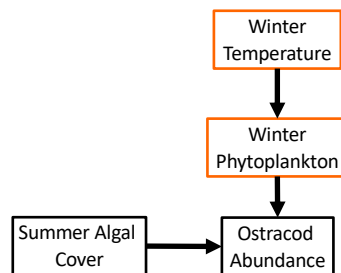 Winter
Temperature
Winter
Phytoplankton
Summer Algal
Cover
Ostracod
Abundance